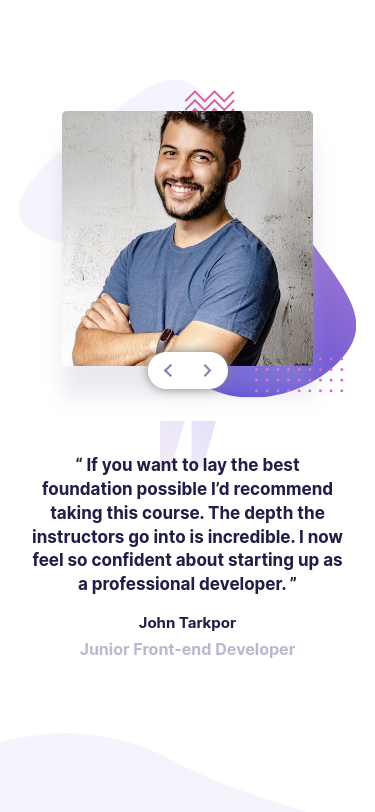 “ If you want to lay the best
foundation possible I’d recommend
taking this course. The depth the
instructors go into is incredible. I now
feel so confident about starting up as
a professional developer. ”
John Tarkpor
Junior Front-end Developer